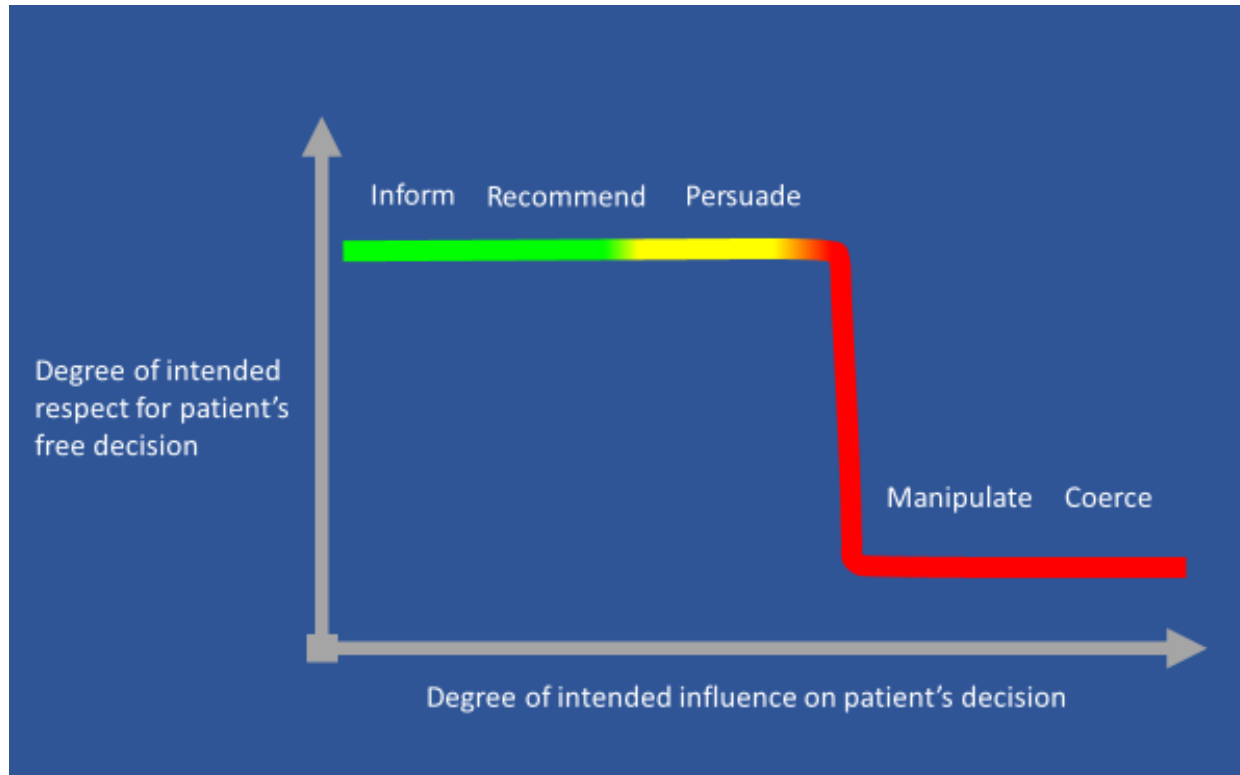 Inform Recommend Persuade
Degree of intended
respect for patient's
free decision
Manipulate Coerce
Degree of intended influence on patient's decision